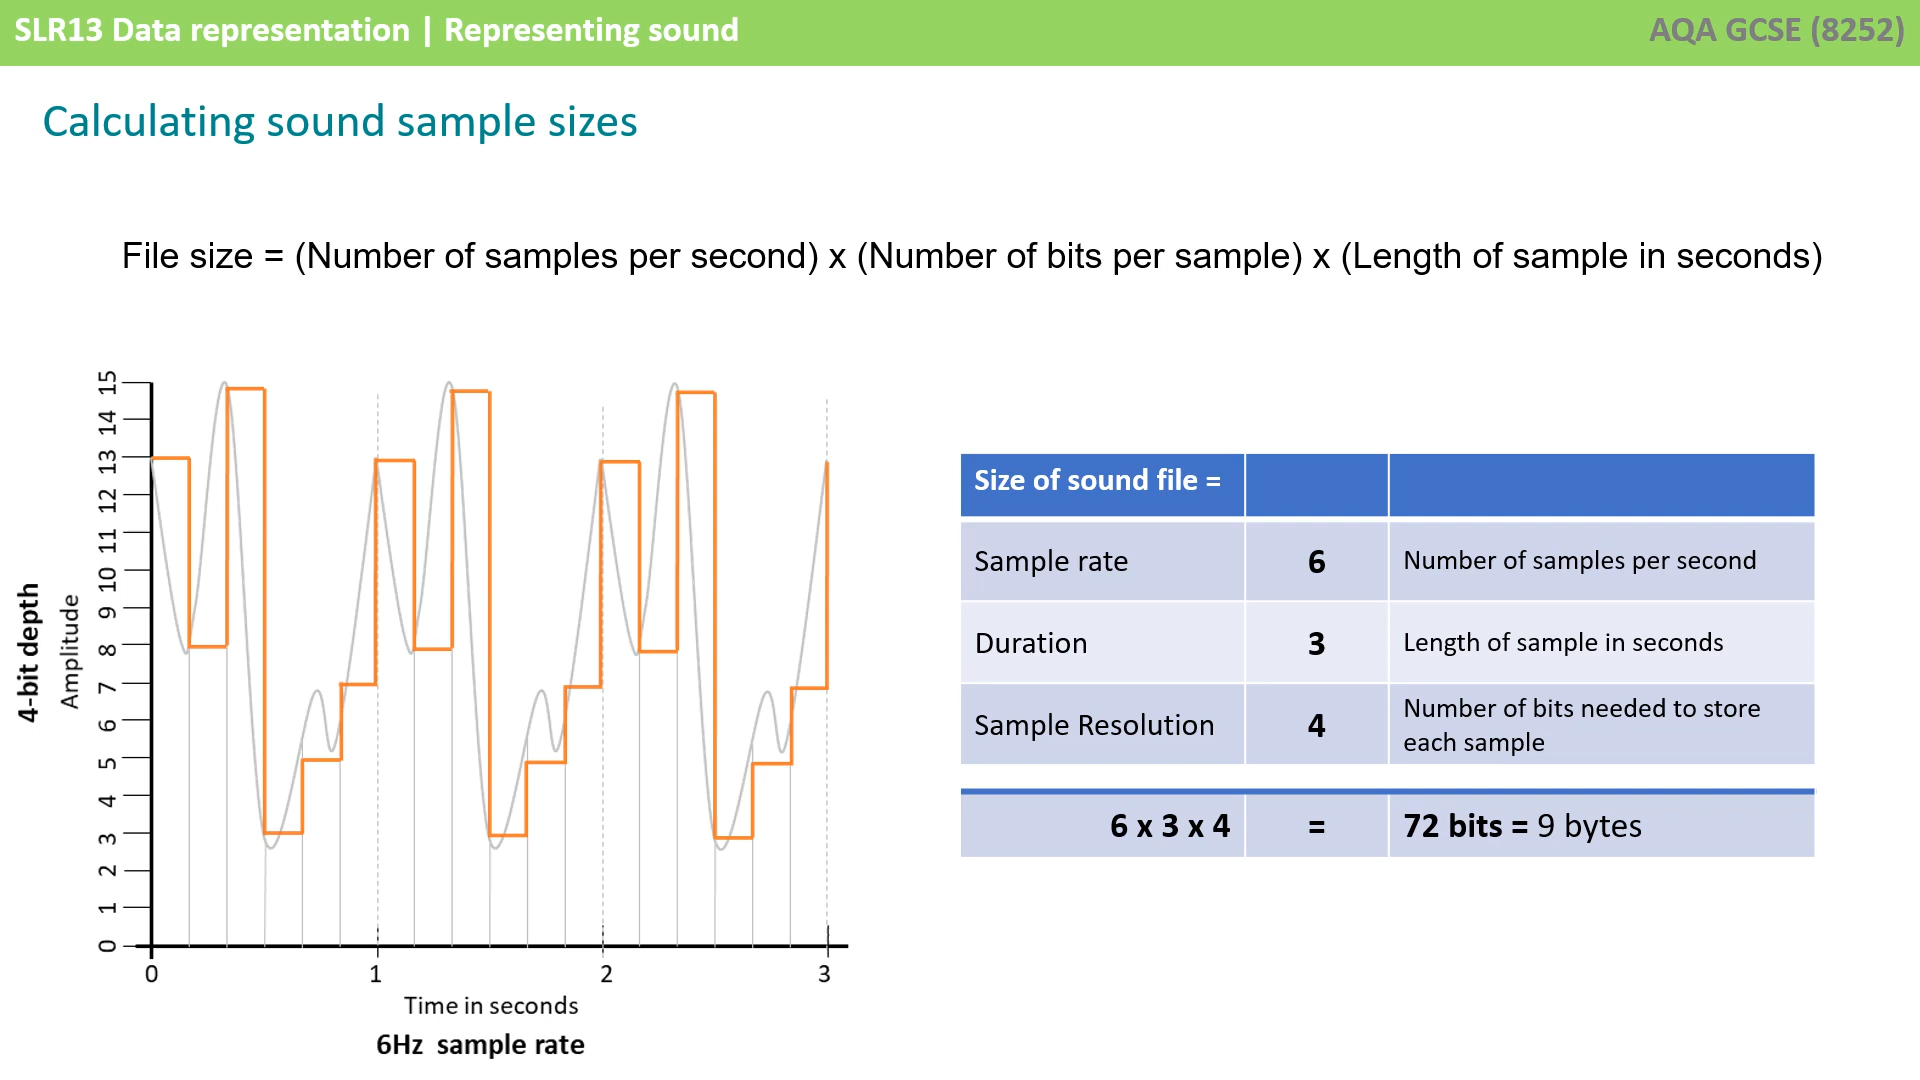 SLR13 Data representation | Representing sound
AQA GCSE (8252)
Calculating sound sample sizes
File size = (Number of samples per second) x (Number of bits per sample) x (Length of sample in seconds)
4-bit depth
Amplitude
15
14
13
12
11
10
9
8
7
6
5
4
3
2
1
0
0 1 2 3
Time in seconds
6Hz sample rate
Size of sound file =
Sample rate 6 Number of samples per second
Duration 3 Length of sample in seconds
Sample Resolution 4 Number of bits needed to store
each sample
6 x 3 x 4 = 72 bits = 9 bytes